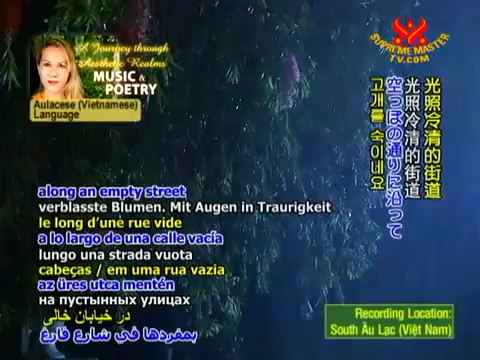 A Journey through
Aesthetic Realms
MUSIC &
POETRY
Aulacese (Vietnamese)
Language
SUPREME MASTER
TV.COM
光照冷清的街道
光照冷清的街道
空っぽの通りに沿って
고개를 숙이네요
along an empty street
verblasste Blumen. Mit Augen in Traurigkeit
le long d'une rue vide
a lo largo de una calle vacía
lungo una strada vuota
cabeças / em uma rua vazia
az üres utca mentén
на пустынных улицах
در خیابان خالی
بمفردها في شارع فارغ
Recording Location:
South Âu Lạc (Việt Nam)